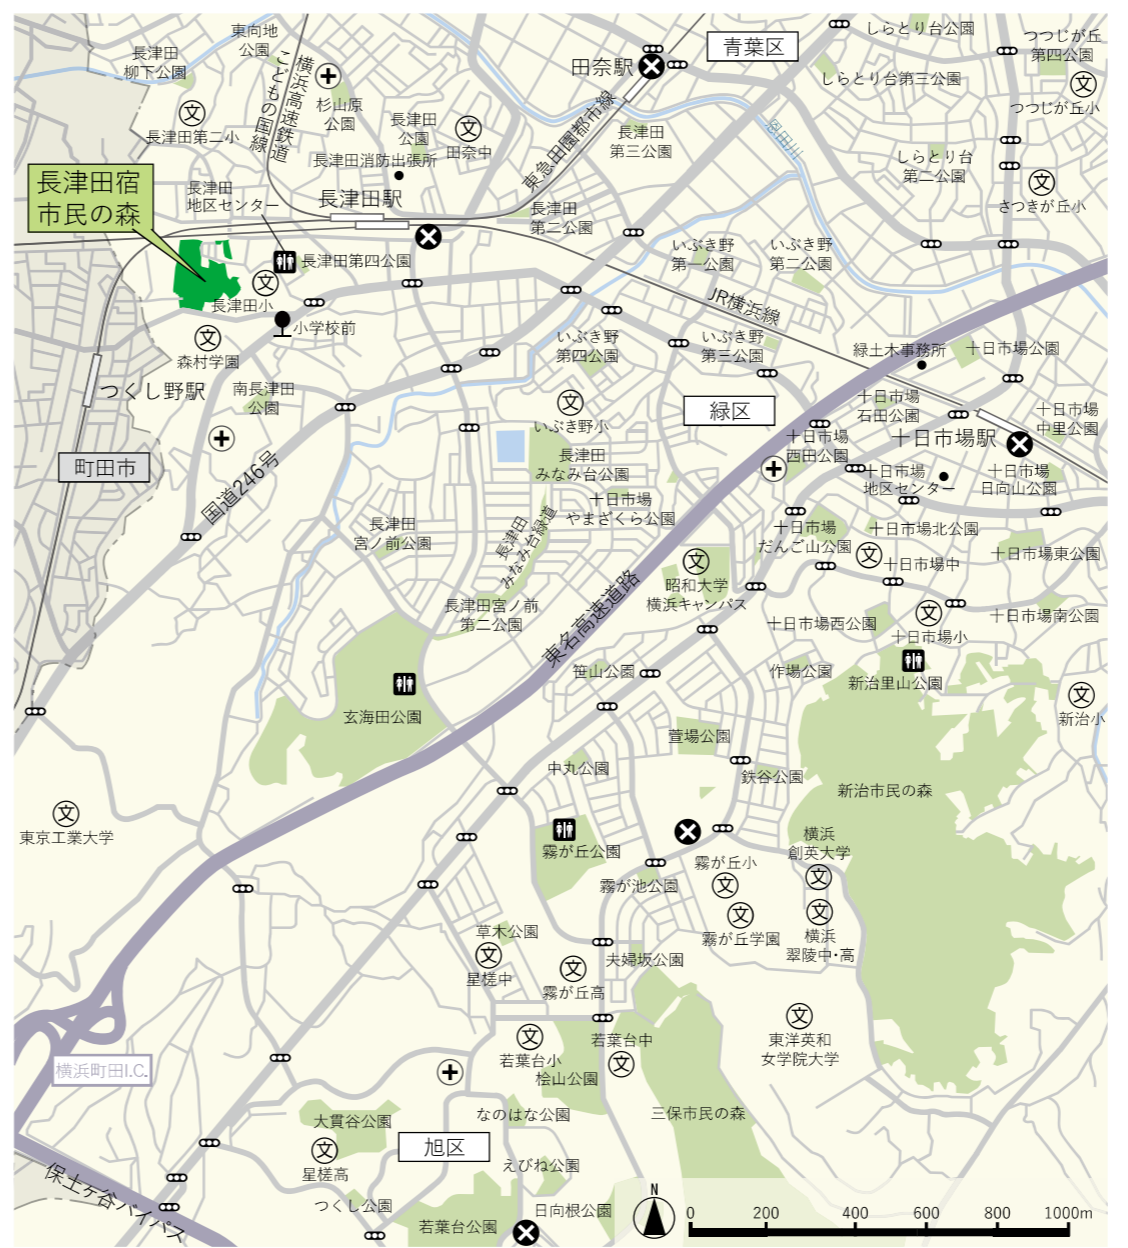 東向地
公園
長津田
柳下公園
横浜高速鉄道
こどもの国線
杉山原
公園
長津田
公園
文
長津田第二小
文
田奈中
長津田消防出張所
田奈駅
青葉区
しらとり台公園
つつじが丘
第四公園
しらとり台第三公園
文
つつじが丘小
東急田園都市線
長津田
第三公園
恩田川
しらとり台
第二公園
文
さつきが丘小
長津田宿
市民の森
長津田
地区センター
長津田駅
長津田
第二公園
長津田第四公園
文
長津田小
小学校前
文
森村学園
いぶき野
第一公園
いぶき野
第二公園
JR横浜線
いぶき野
第四公園
いぶき野
第三公園
緑土木事務所
十日市場公園
つくし野駅
南長津田
公園
文
いぶき野小
緑区
十日市場
石田公園
十日市場
中里公園
十日市場駅
十日市場
西田公園
町田市
国道246号
長津田
みなみ台公園
十日市場
地区センター
十日市場
日向山公園
長津田
宮ノ前公園
長津田
みなみ台緑道
十日市場
やまざくら公園
十日市場
だんご山公園
十日市場北公園
文
十日市場中
十日市場東公園
文
昭和大学
横浜キャンパス
長津田宮ノ前
第二公園
東名高速道路
十日市場西公園
文
十日市場小
十日市場南公園
笹山公園
作場公園
新治里山公園
文
新治小
玄海田公園
萱場公園
中丸公園
鉄谷公園
新治市民の森
文
東京工業大学
霧が丘公園
霧が丘小
文
横浜
創英大学
文
霧が池公園
文
霧が丘学園
文
横浜
翠陵中・高
草木公園
文
星槎中
夫婦坂公園
文
霧が丘高
文
東洋英和
女学院大学
文
若葉台小
若葉台中
文
桧山公園
横浜町田I.C.
大貫谷公園
なのはな公園
三保市民の森
文
星槎高
旭区
えびね公園
保土ヶ谷バイパス
つくし公園
若葉台公園
日向根公園
N
0 200 400 600 800 1000m